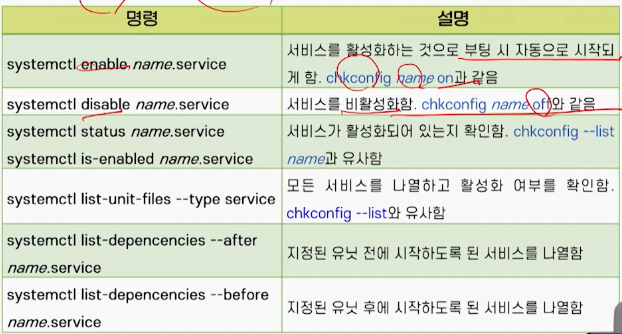 명령 설명
systemctl enable name.service
서비스를 활성화하는 것으로 부팅 시 자동으로 시작되
게 함. chkconfig name on과 같음
systemctl disable name.service
서비스를 비활성화함. chkconfig name off와 같음
systemctl status name.service
systemctl is-enabled name.service
서비스가 활성화되어 있는지 확인함. chkconfig --list
name과 유사함
systemctl list-unit-files --type service
모든 서비스를 나열하고 활성화 여부를 확인함.
chkconfig --list와 유사함
systemctl list-depencencies --after
name.service
지정된 유닛 전에 시작하도록 된 서비스를 나열함
systemctl list-depencencies --before
name.service
지정된 유닛 후에 시작하도록 된 서비스를 나열함